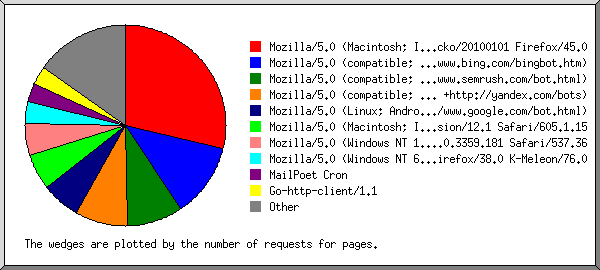 Mozilla/5.0 (Macintosh; I...cko/20100101 Firefox/45.0
Mozilla/5.0 (compatible; ...www.bing.com/bingbot.htm)
Mozilla/5.0 (compatible; ...www.semrush.com/bot.html)
Mozilla/5.0 (compatible; ... +http://yandex.com/bots)
Mozilla/5.0 (Linux; Andro.../www.google.com/bot.html)
Mozilla/5.0 (Macintosh; I...sion/12.1 Safari/605.1.15
Mozilla/5.0 (Windows NT 1....0.3359.181 Safari/537.36
Mozilla/5.0 (Windows NT 6...irefox/38.0 K-Meleon/76.0
MailPoet Cron
Go-http-client/1.1
Other
The wedges are plotted by the number of requests for pages.